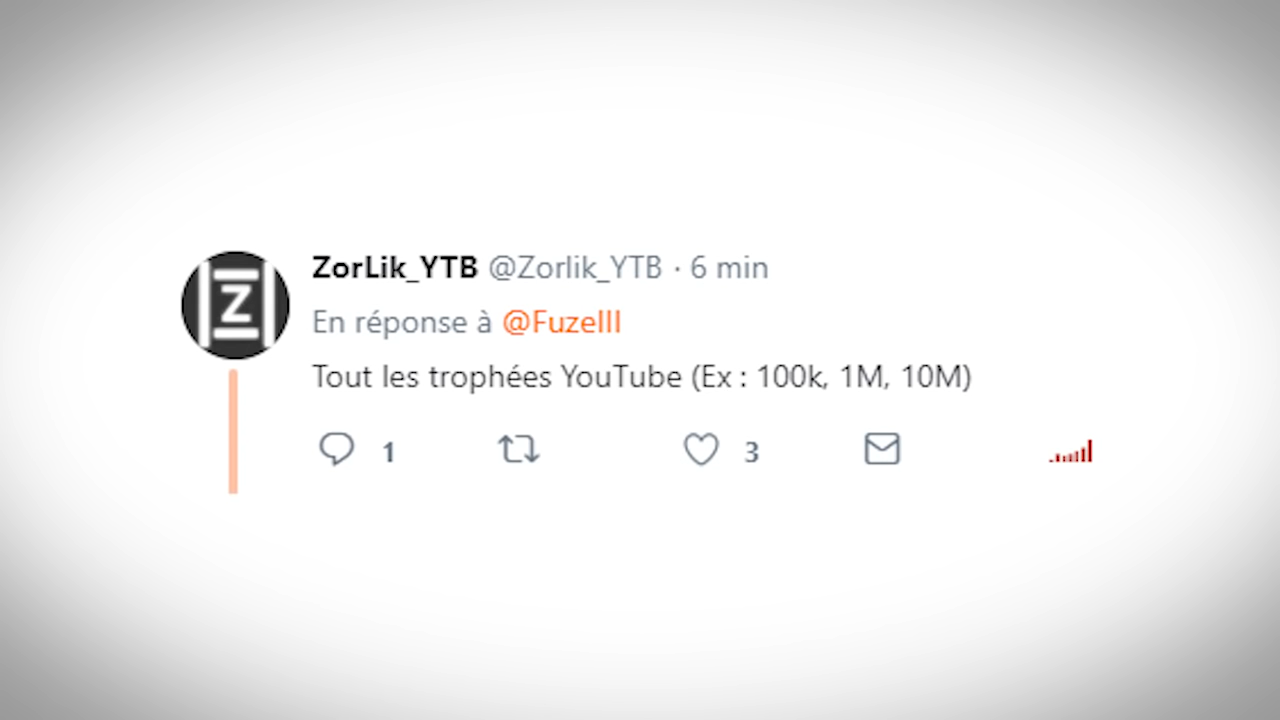 ZorLik_YTB @Zorlik_YTB · 6 min
Z
En réponse à @FuzeIII
Tout les trophées YouTube (Ex : 100k, 1M, 10M)
1 3